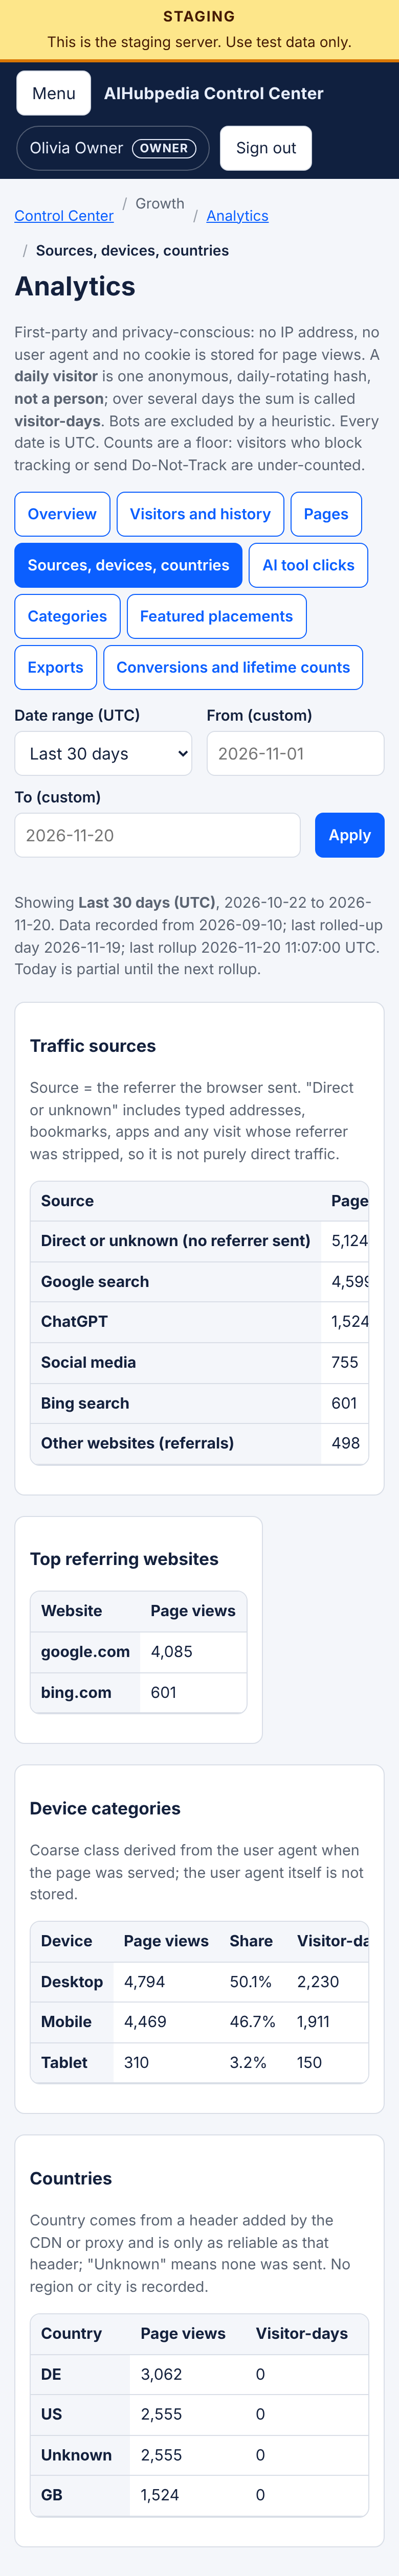 STAGING
This is the staging server. Use test data only.
Menu
AIHubpedia Control Center
Olivia Owner OWNER
Sign out
Control Center / Growth / Analytics
/ Sources, devices, countries
Analytics
First-party and privacy-conscious: no IP address, no
user agent and no cookie is stored for page views. A
daily visitor is one anonymous, daily-rotating hash,
not a person; over several days the sum is called
visitor-days. Bots are excluded by a heuristic. Every
date is UTC. Counts are a floor: visitors who block
tracking or send Do-Not-Track are under-counted.
Overview
Visitors and history
Pages
Sources, devices, countries
AI tool clicks
Categories
Featured placements
Exports
Conversions and lifetime counts
Date range (UTC)
Last 30 days
From (custom)
2026-11-01
To (custom)
2026-11-20
Apply
Showing Last 30 days (UTC), 2026-10-22 to 2026-
11-20. Data recorded from 2026-09-10; last rolled-up
day 2026-11-19; last rollup 2026-11-20 11:07:00 UTC.
Today is partial until the next rollup.
Traffic sources
Source = the referrer the browser sent. "Direct
or unknown" includes typed addresses,
bookmarks, apps and any visit whose referrer
was stripped, so it is not purely direct traffic.
Source Page
Direct or unknown (no referrer sent) 5,124
Google search 4,599
ChatGPT 1,524
Social media 755
Bing search 601
Other websites (referrals) 498
Top referring websites
Website Page views
google.com 4,085
bing.com 601
Device categories
Coarse class derived from the user agent when
the page was served; the user agent itself is not
stored.
Device Page views Share Visitor-da
Desktop 4,794 50.1% 2,230
Mobile 4,469 46.7% 1,911
Tablet 310 3.2% 150
Countries
Country comes from a header added by the
CDN or proxy and is only as reliable as that
header; "Unknown" means none was sent. No
region or city is recorded.
Country Page views Visitor-days
DE 3,062 0
US 2,555 0
Unknown 2,555 0
GB 1,524 0